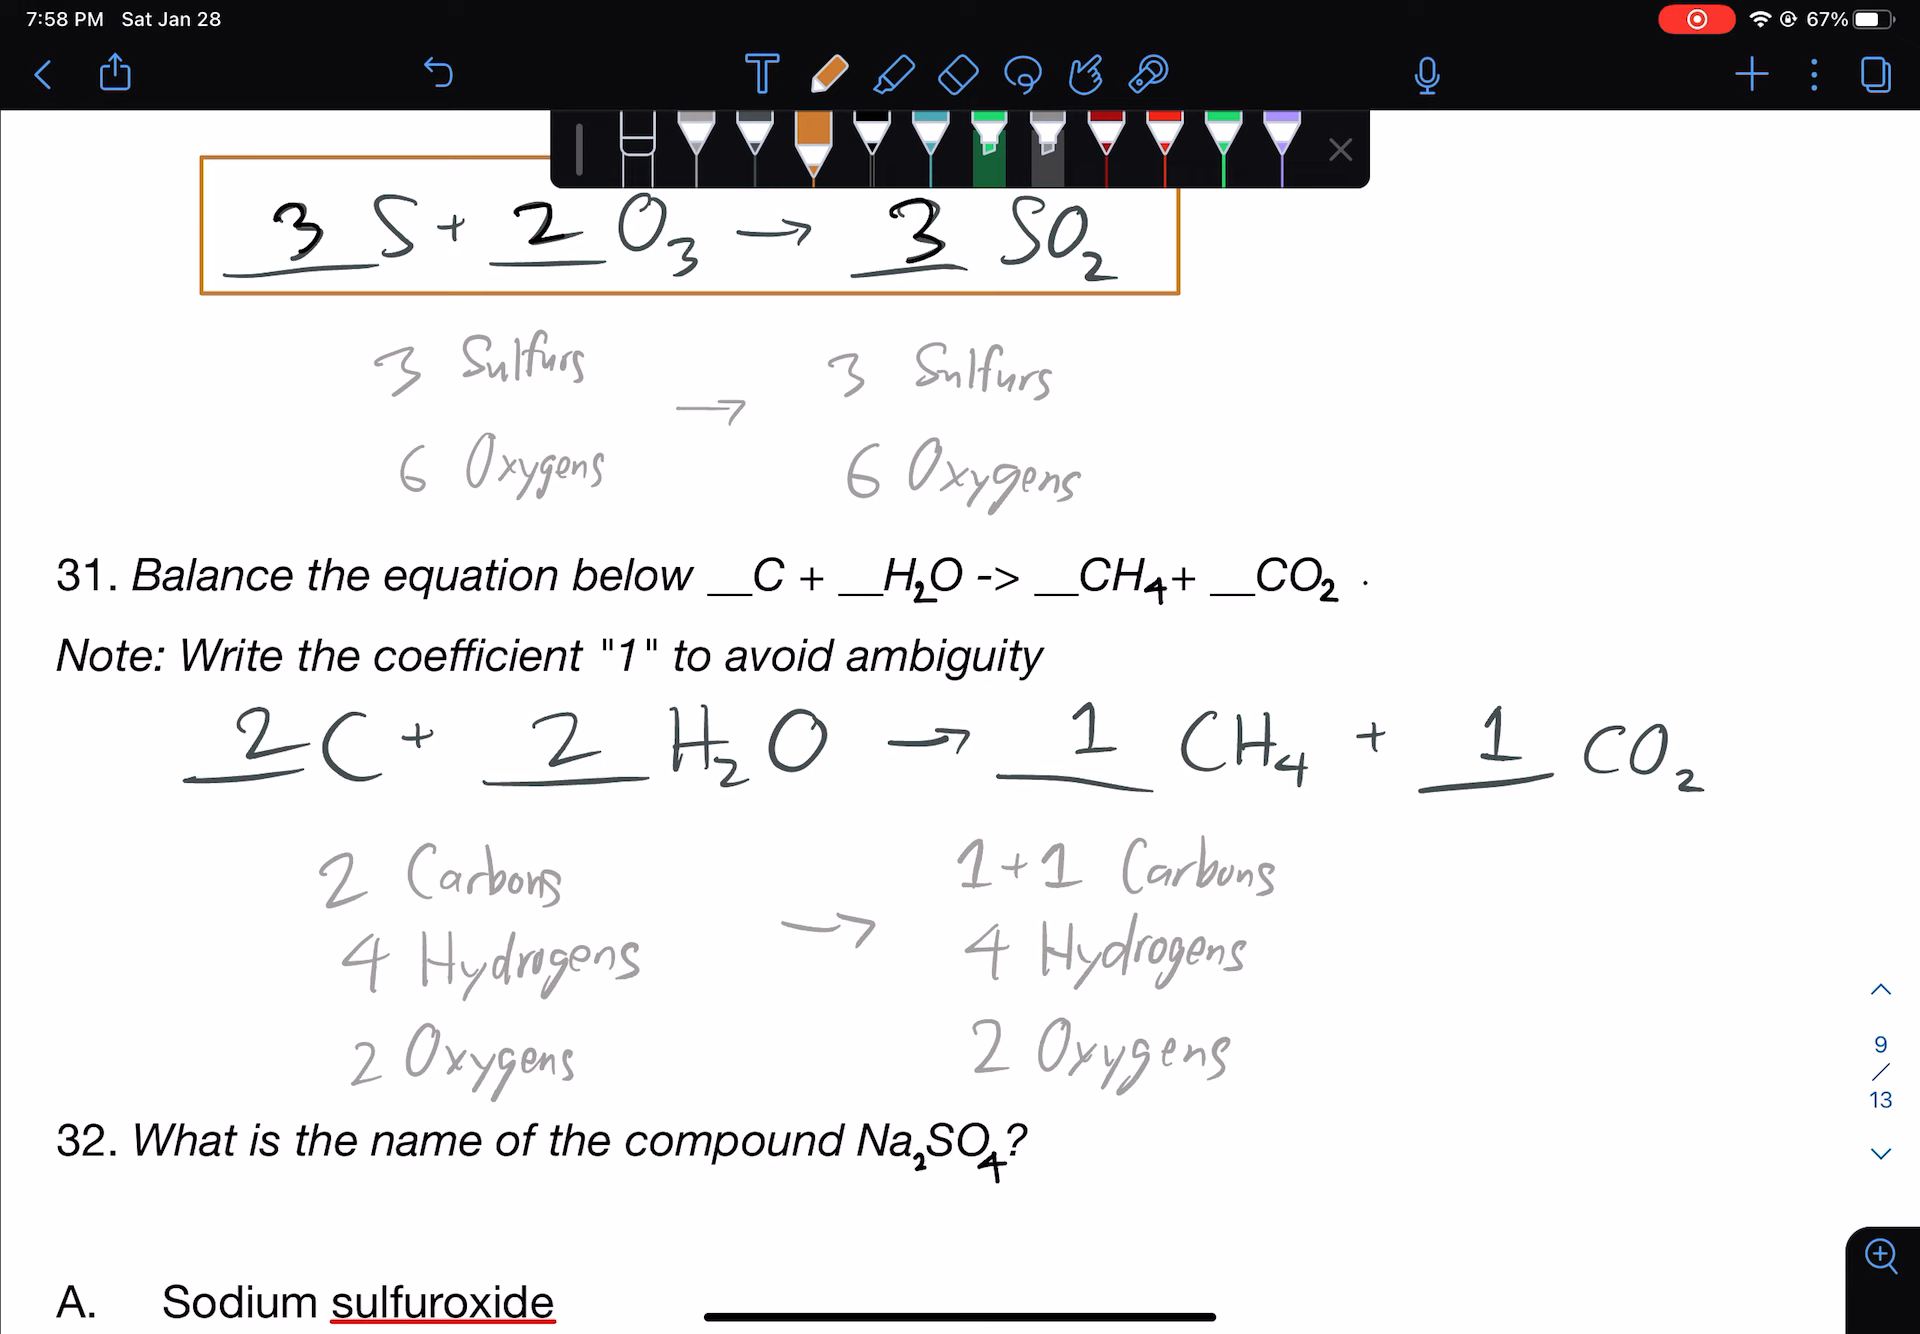 7:58 PM Sat Jan 28 67%
3 S + 2 O₃ → 3 SO₂
3 Sulfurs → 3 Sulfurs
6 Oxygens 6 Oxygens
31. Balance the equation below __C + __H₂O -> __CH₄+ __CO₂ .
Note: Write the coefficient "1" to avoid ambiguity
2 C + 2 H₂O → 1 CH₄ + 1 CO₂
2 Carbons 1+1 Carbons
4 Hydrogens → 4 Hydrogens
2 Oxygens 2 Oxygens
9
/
13
32. What is the name of the compound Na₂SO₄?
A. Sodium sulfuroxide